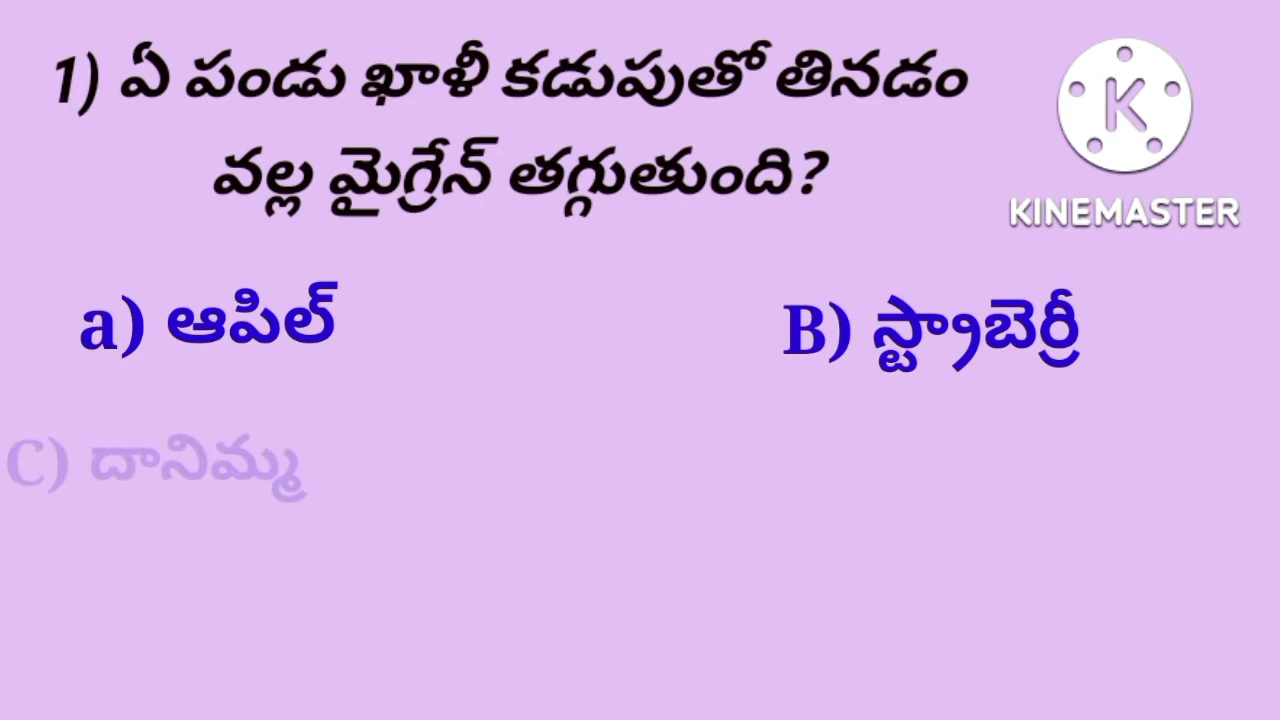 1) ఏ పండు ఖాళీ కడుపుతో తినడం
వల్ల మైగ్రేన్ తగ్గుతుంది?
KINEMASTER
a) ఆపిల్
B) స్ట్రాబెర్రీ
C) దానిమ్మ